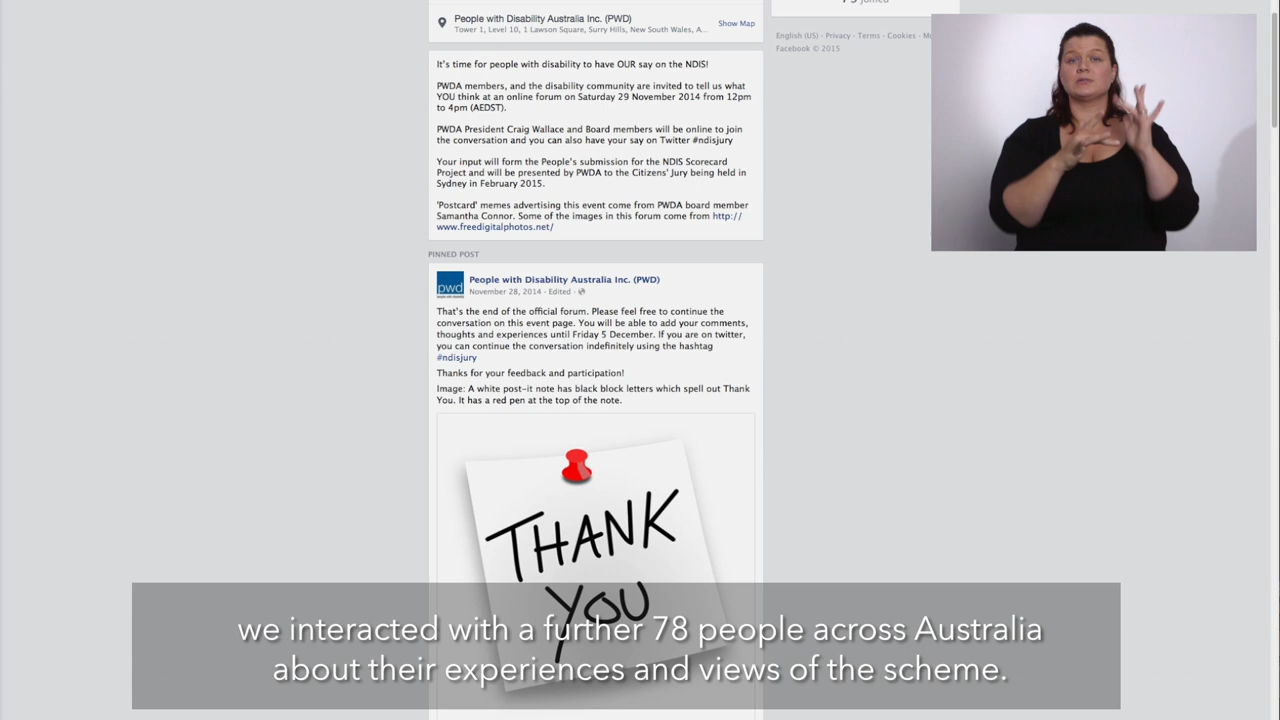 People with Disability Australia Inc. (PWD)
Tower 1, Level 10, 1 Lawson Square, Surry Hills, New South Wales, A...
Show Map
joined
English (US) · Privacy · Terms · Cookies ·
Facebook © 2015
It's time for people with disability to have OUR say on the NDIS!
PWDA members, and the disability community are invited to tell us what
YOU think at an online forum on Saturday 29 November 2014 from 12pm
to 4pm (AEDST).
PWDA President Craig Wallace and Board members will be online to join
the conversation and you can also have your say on Twitter #ndisjury
Your input will form the People's submission for the NDIS Scorecard
Project and will be presented by PWDA to the Citizens' Jury being held in
Sydney in February 2015.
'Postcard' memes advertising this event come from PWDA board member
Samantha Connor. Some of the images in this forum come from http://
www.freedigitalphotos.net/
PINNED POST
pwd
People with Disability Australia Inc. (PWD)
November 28, 2014 · Edited ·
That's the end of the official forum. Please feel free to continue the
conversation on this event page. You will be able to add your comments,
thoughts and experiences until Friday 5 December. If you are on twitter,
you can continue the conversation indefinitely using the hashtag
#ndisjury
Thanks for your feedback and participation!
Image: A white post-it note has black block letters which spell out Thank
You. It has a red pen at the top of the note.
THANK
YOU
we interacted with a further 78 people across Australia
about their experiences and views of the scheme.